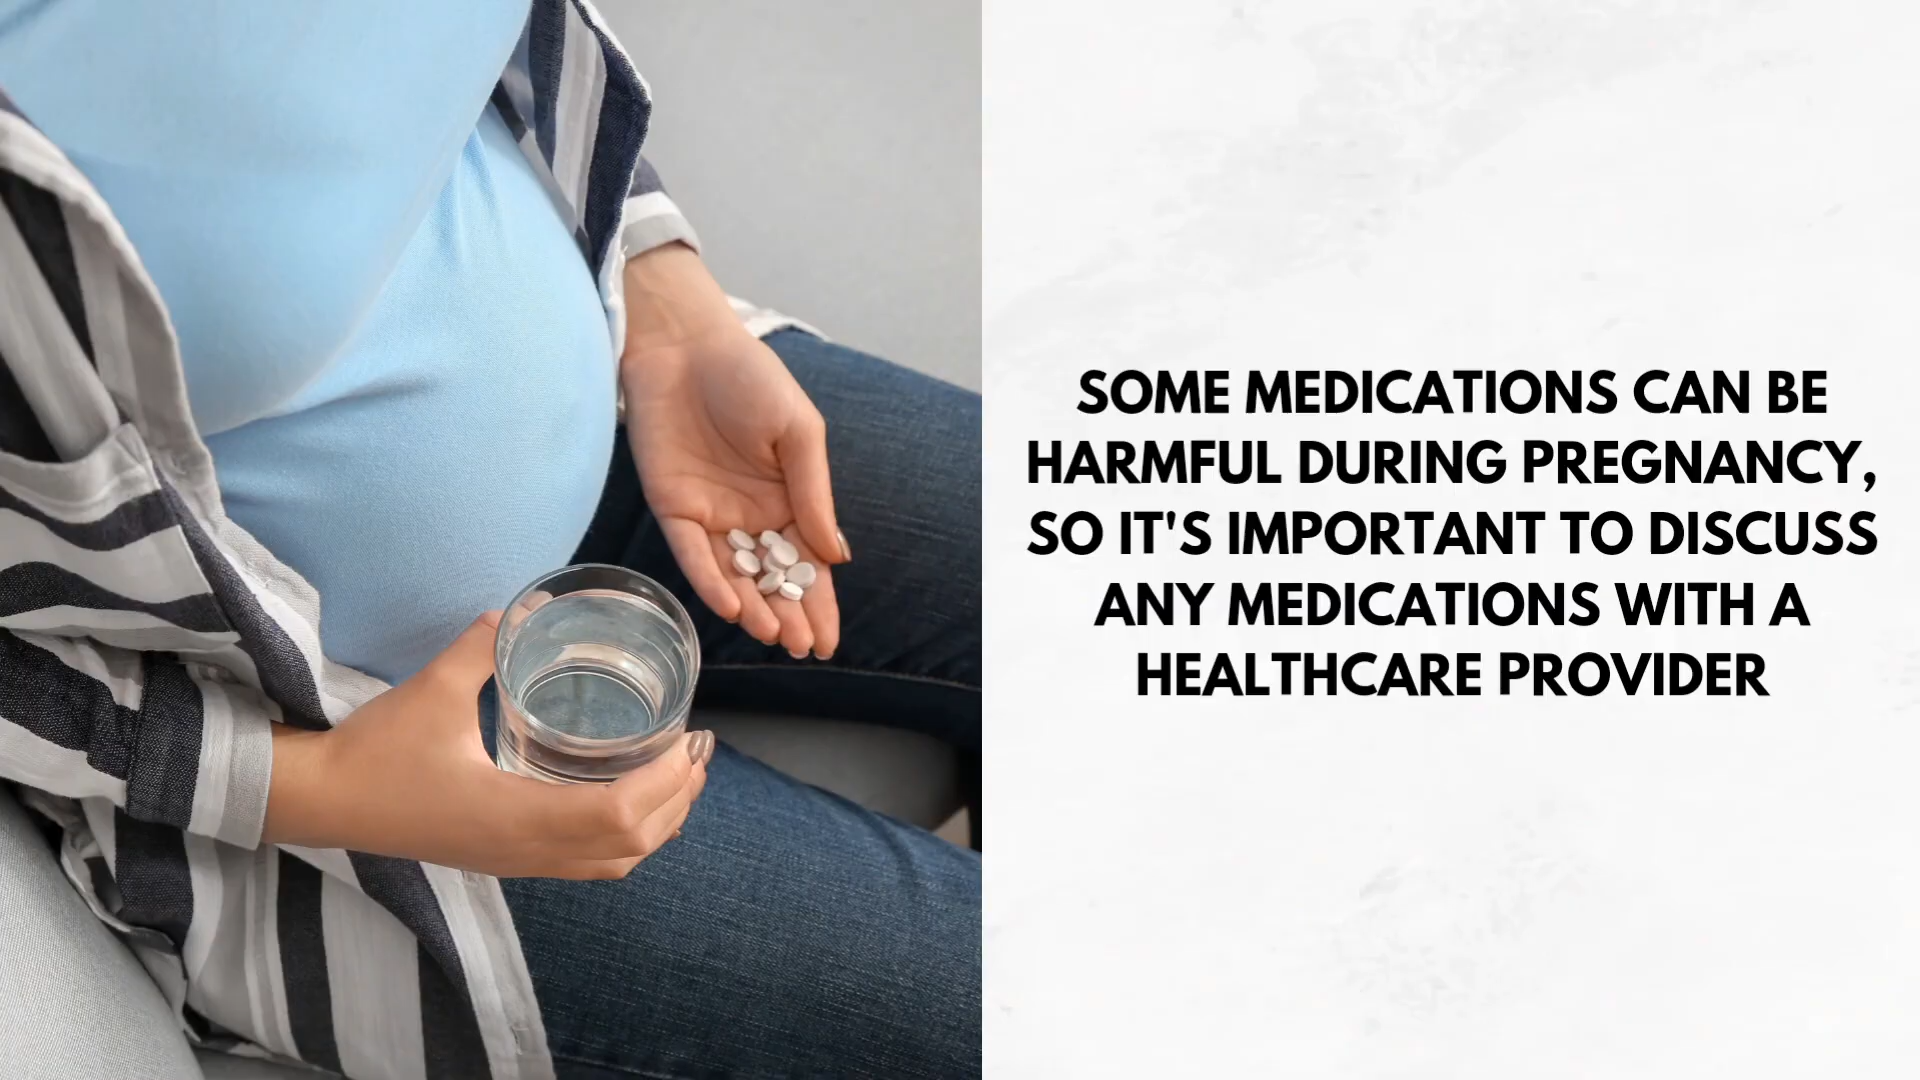 SOME MEDICATIONS CAN BE
HARMFUL DURING PREGNANCY,
SO IT'S IMPORTANT TO DISCUSS
ANY MEDICATIONS WITH A
HEALTHCARE PROVIDER